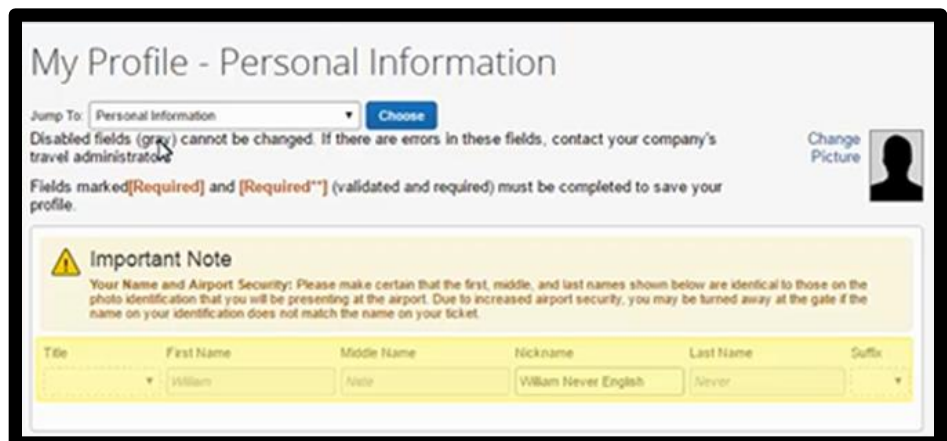 My Profile - Personal Information
Jump To: Personal Information Choose
Disabled fields (gray) cannot be changed. If there are errors in these fields, contact your company's
travel administrator.
Change
Picture
Fields marked[Required] and [Required**] (validated and required) must be completed to save your
profile.
Important Note
Your Name and Airport Security: Please make certain that the first, middle, and last names shown below are identical to those on the
photo identification that you will be presenting at the airport. Due to increased airport security, you may be turned away at the gate if the
name on your identification does not match the name on your ticket.
Title First Name Middle Name Nickname Last Name Suffix
William Nate William Never English Never